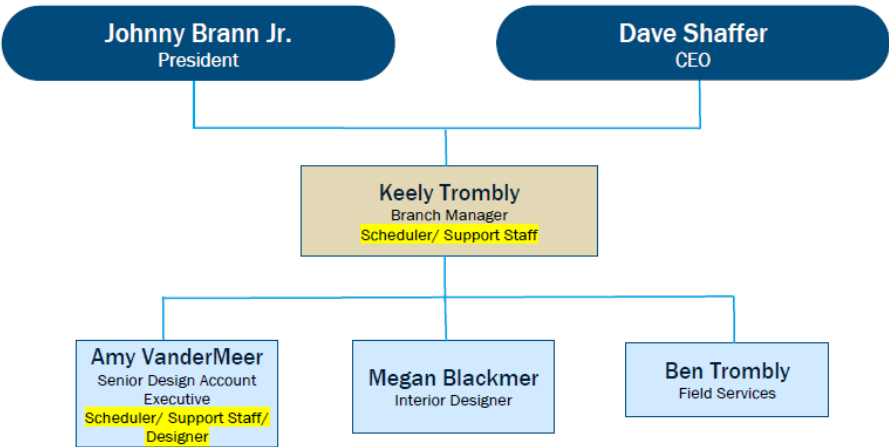 Johnny Brann Jr.
President
Dave Shaffer
CEO
Keely Trombly
Branch Manager
Scheduler/ Support Staff
Amy VanderMeer
Senior Design Account
Executive
Scheduler/ Support Staff/
Designer
Megan Blackmer
Interior Designer
Ben Trombly
Field Services